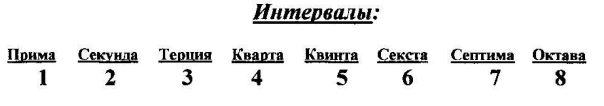 Интервалы:
Прима Секунда Терция Кварта Квинта Секста Септима Октава
1 2 3 4 5 6 7 8